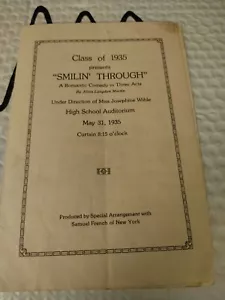 Class of 1935
presents
"SMILIN' THROUGH"
A Romantic Comedy in Three Acts
By Allan Langdon Martin
Under Direction of Miss Josephine Wible
High School Auditorium
May 31, 1935
Curtain 8:15 o'clock
Produced by Special Arrangement with
Samuel French of New York